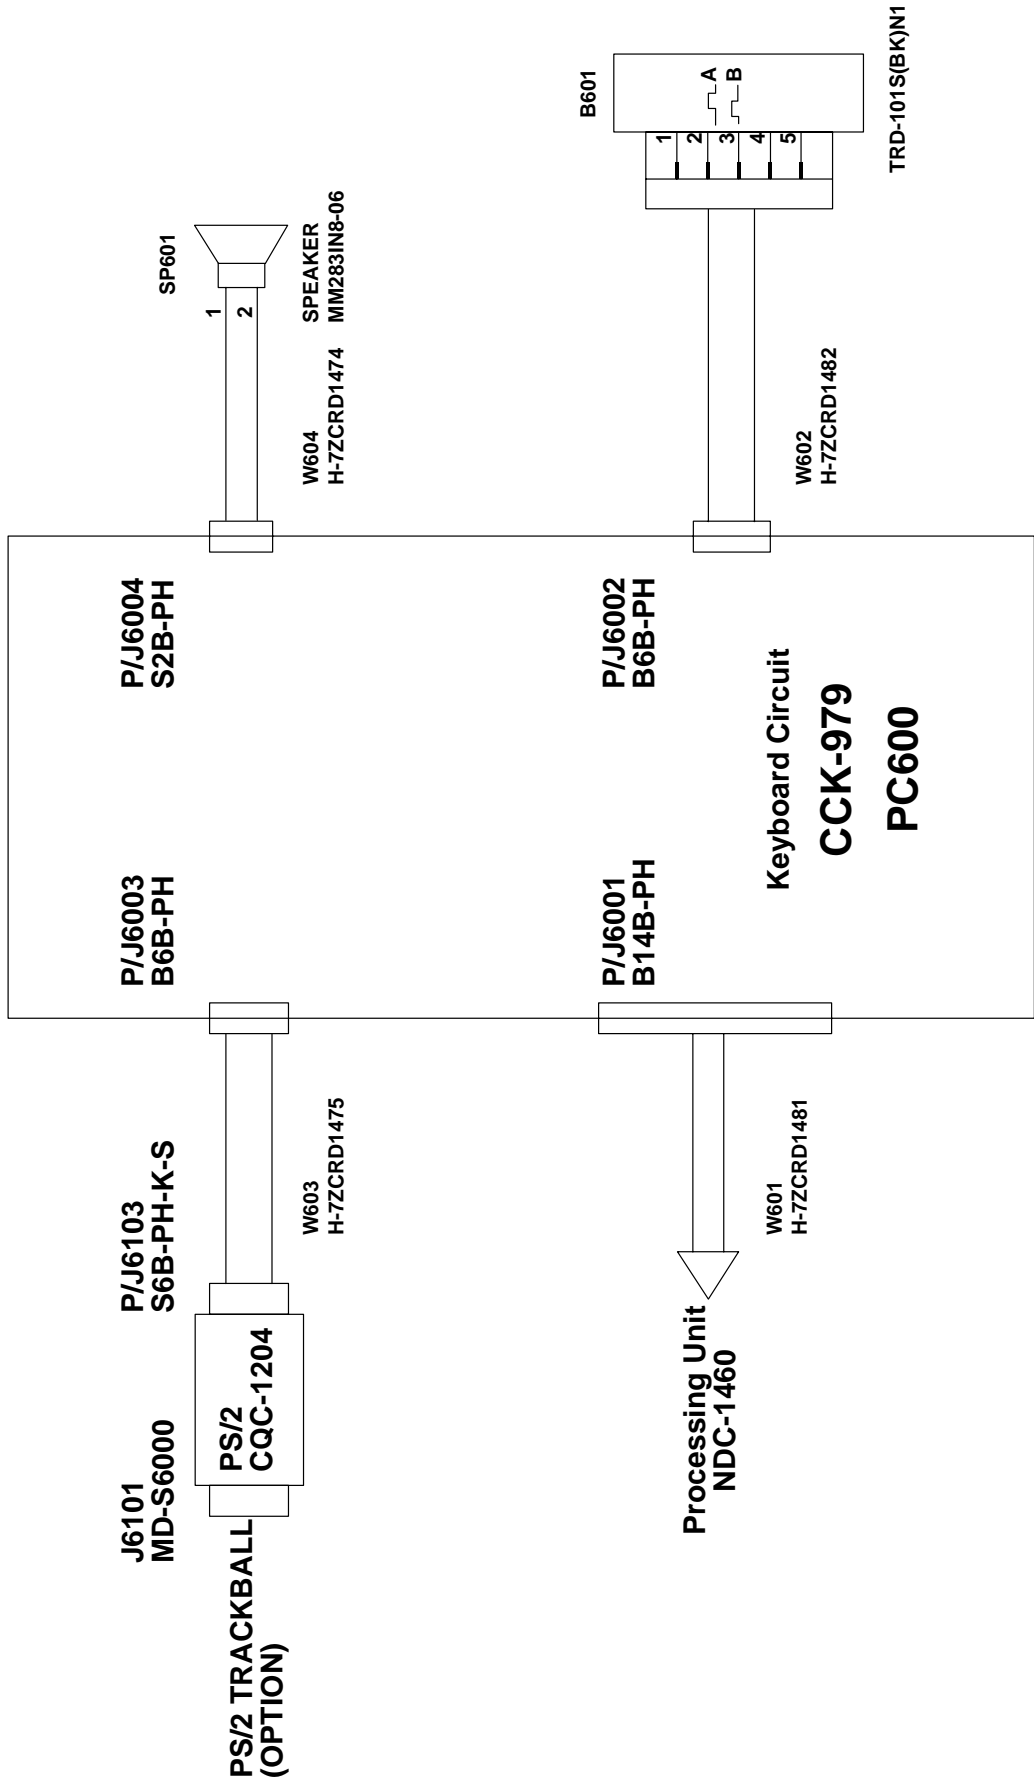 J6101
MD-S6000
P/J6103
S6B-PH-K-S
P/J6003
B6B-PH
P/J6004
S2B-PH
SP601
1
2
PS/2 TRACKBALL
(OPTION)
PS/2
CQC-1204
W603
H-7ZCRD1475
W604
H-7ZCRD1474
SPEAKER
MM283IN8-06
P/J6001
B14B-PH
P/J6002
B6B-PH
B601
1
2
3
4
5
A
B
Processing Unit
NDC-1460
W601
H-7ZCRD1481
Keyboard Circuit
CCK-979
PC600
W602
H-7ZCRD1482
TRD-101S(BK)N1